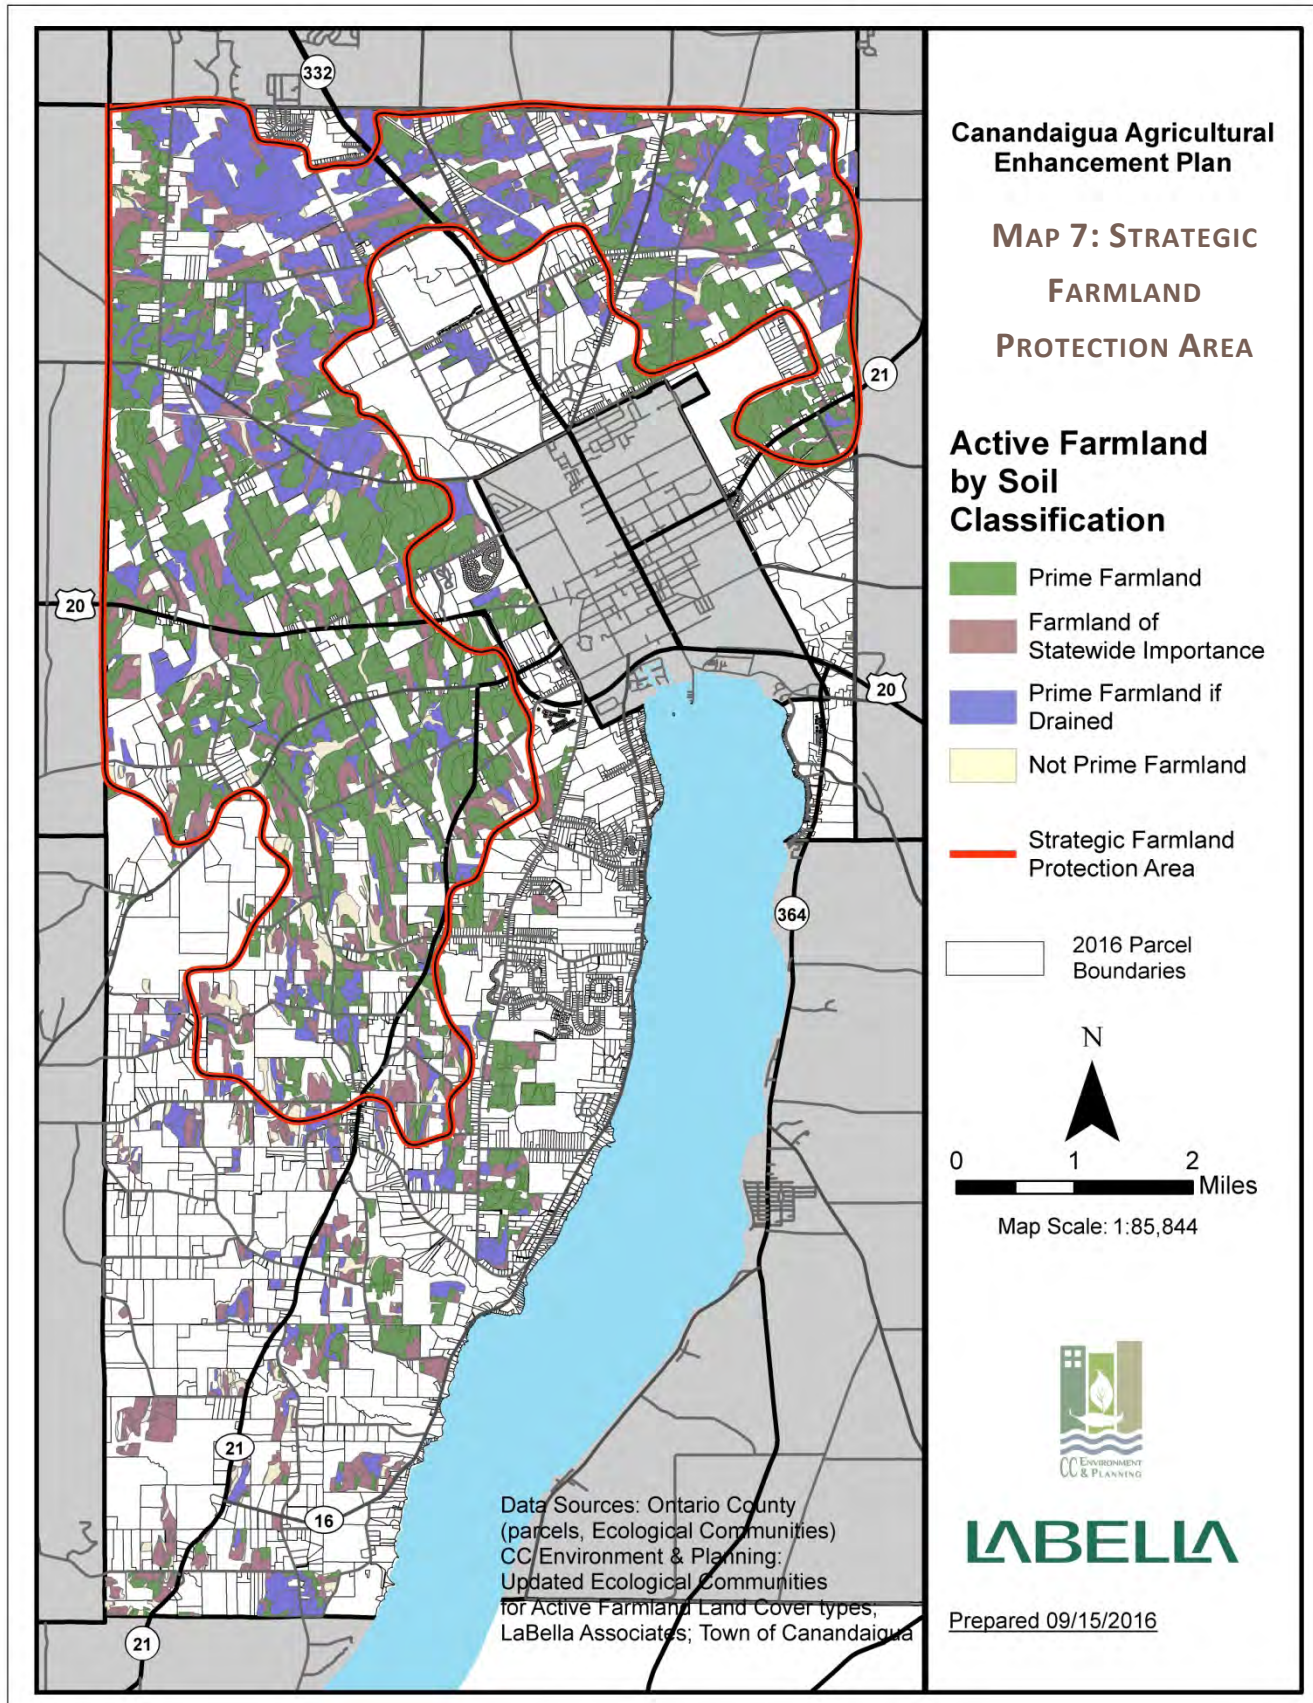 332
21
20
20
364
21
16
21
Data Sources: Ontario County
(parcels, Ecological Communities)
CC Environment & Planning:
Updated Ecological Communities
for Active Farmland Land Cover types;
LaBella Associates; Town of Canandaigua
Canandaigua Agricultural
Enhancement Plan
MAP 7: STRATEGIC
FARMLAND
PROTECTION AREA
Active Farmland
by Soil
Classification
Prime Farmland
Farmland of
Statewide Importance
Prime Farmland if
Drained
Not Prime Farmland
Strategic Farmland
Protection Area
2016 Parcel
Boundaries
N
0 1 2
Miles
Map Scale: 1:85,844
CC ENVIRONMENT
& PLANNING
LABELLA
Prepared 09/15/2016